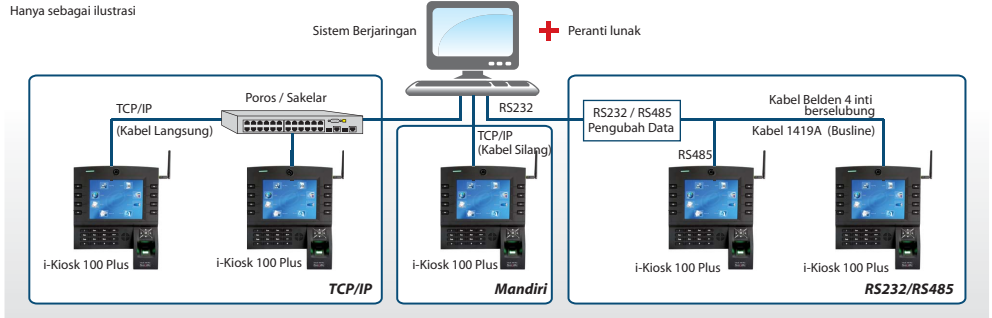 Hanya sebagai ilustrasi
Sistem Berjaringan
Peranti lunak
TCP/IP
(Kabel Langsung)
Poros / Sakelar
RS232
TCP/IP
(Kabel Silang)
RS232 / RS485
Pengubah Data
Kabel Belden 4 inti
berselubung
Kabel 1419A (Busline)
RS485
i-Kiosk 100 Plus
i-Kiosk 100 Plus
i-Kiosk 100 Plus
i-Kiosk 100 Plus
i-Kiosk 100 Plus
TCP/IP
Mandiri
RS232/RS485